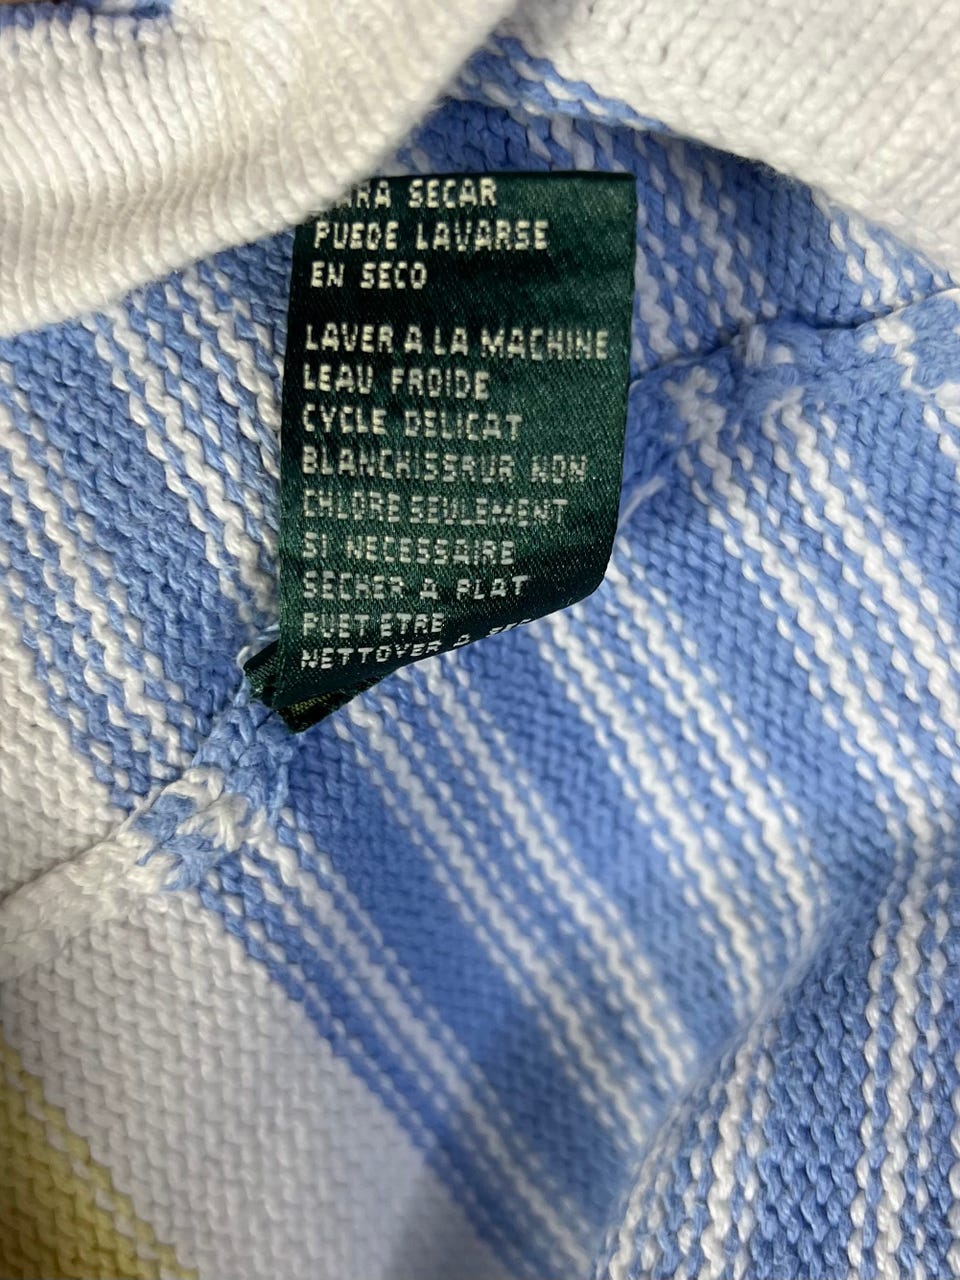 SECAR
PUEDE LAVARSE
EN SECO
LAVER A LA MACHINE
LEAU FROIDE
CYCLE DELICAT
BLANCHISSRUR NON
CHLORE SEULEMENT
SI NECESSAIRE
SECHER A PLAT
PUET ETRE
NETTOYER A